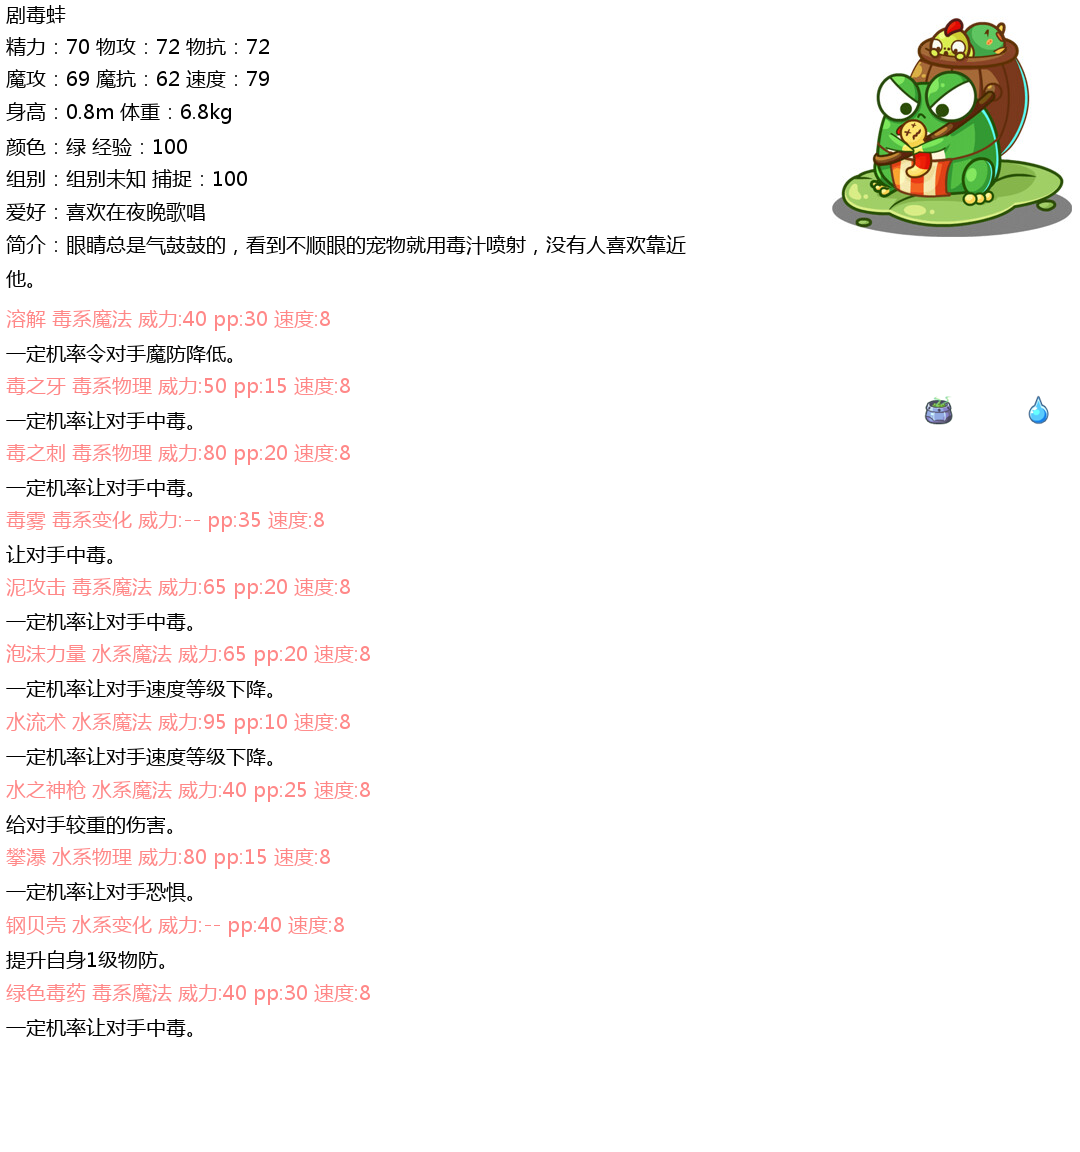 剧毒蛙
精力：70 物攻：72 物抗：72
魔攻：69 魔抗：62 速度：79
身高：0.8m 体重：6.8kg
颜色：绿 经验：100
组别：组别未知 捕捉：100
爱好：喜欢在夜晚歌唱
简介：眼睛总是气鼓鼓的，看到不顺眼的宠物就用毒汁喷射，没有人喜欢靠近
他。
溶解 毒系魔法 威力:40 pp:30 速度:8
一定机率令对手魔防降低。
毒之牙 毒系物理 威力:50 pp:15 速度:8
一定机率让对手中毒。
毒之刺 毒系物理 威力:80 pp:20 速度:8
一定机率让对手中毒。
毒雾 毒系变化 威力:-- pp:35 速度:8
让对手中毒。
泥攻击 毒系魔法 威力:65 pp:20 速度:8
一定机率让对手中毒。
泡沫力量 水系魔法 威力:65 pp:20 速度:8
一定机率让对手速度等级下降。
水流术 水系魔法 威力:95 pp:10 速度:8
一定机率让对手速度等级下降。
水之神枪 水系魔法 威力:40 pp:25 速度:8
给对手较重的伤害。
攀瀑 水系物理 威力:80 pp:15 速度:8
一定机率让对手恐惧。
钢贝壳 水系变化 威力:-- pp:40 速度:8
提升自身1级物防。
绿色毒药 毒系魔法 威力:40 pp:30 速度:8
一定机率让对手中毒。